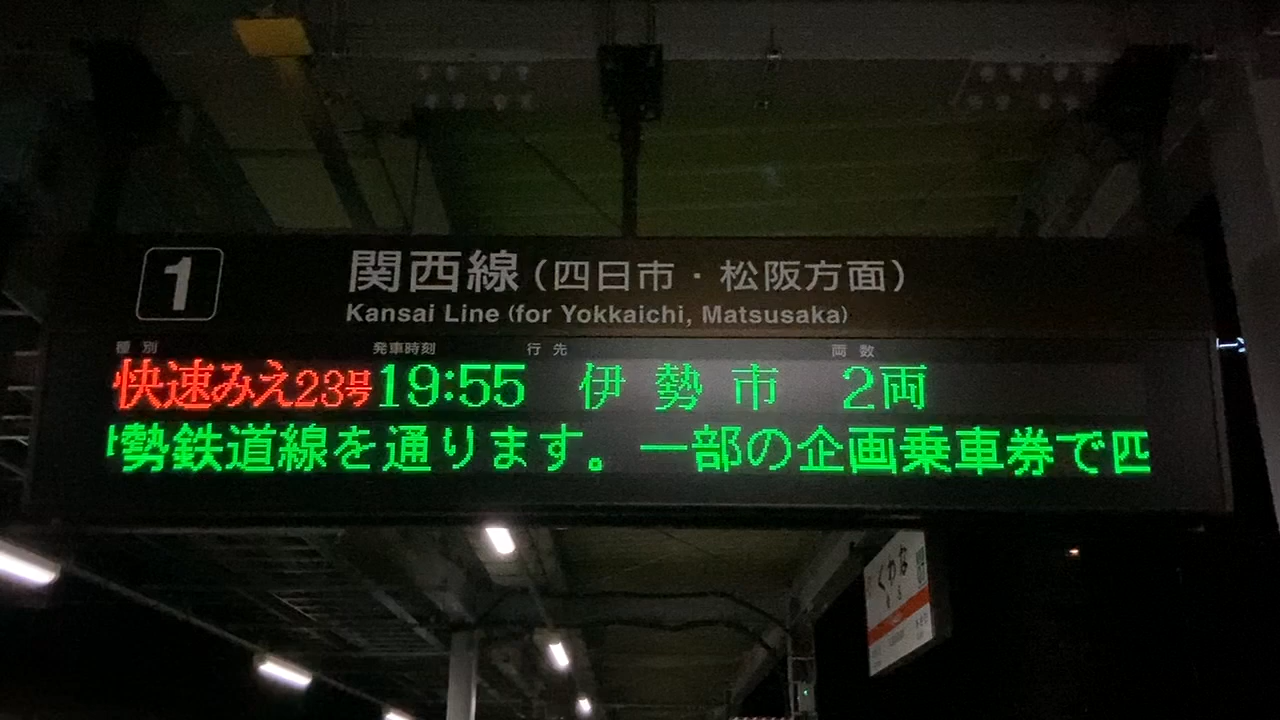 1
関西線(四日市・松阪方面)
Kansai Line (for Yokkaichi, Matsusaka)
種別 発車時刻 行先 両数
快速みえ23号 19:55 伊勢市 2両
勢鉄道線を通ります。一部の企画乗車券で四
くわな